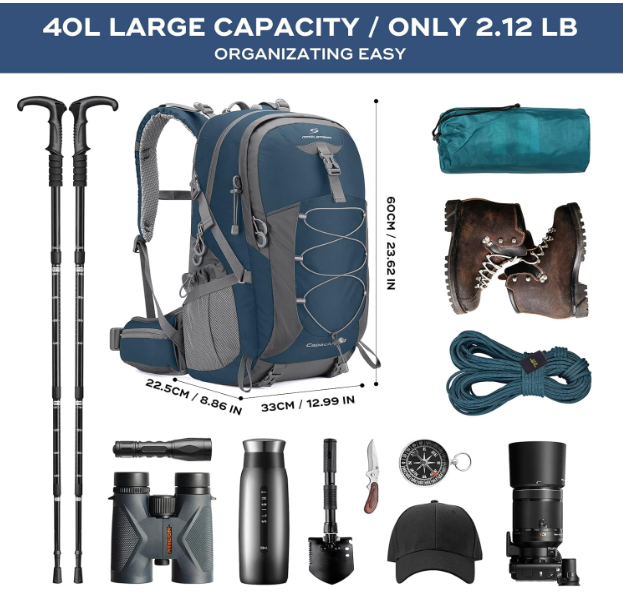 40L LARGE CAPACITY / ONLY 2.12 LB
ORGANIZATING EASY
60CM / 23.62 IN
22.5CM / 8.86 IN
33CM / 12.99 IN
SLIGHT